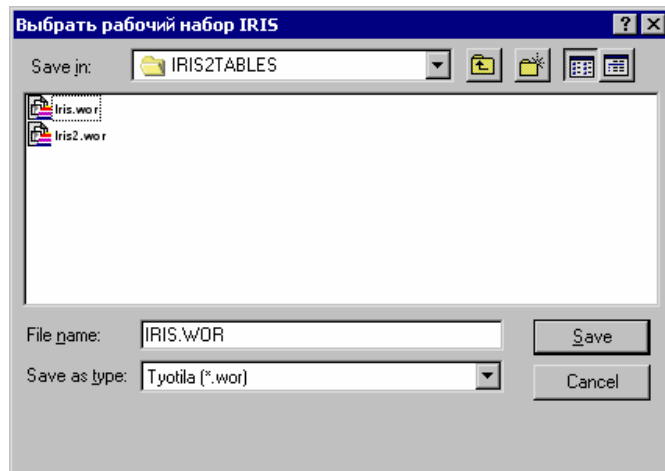 Выбрать рабочий набор IRIS
Save in: IRIS2TABLES
Iris.wor
Iris2.wor
File name: IRIS.WOR Save
Save as type: Tyotila (*.wor) Cancel